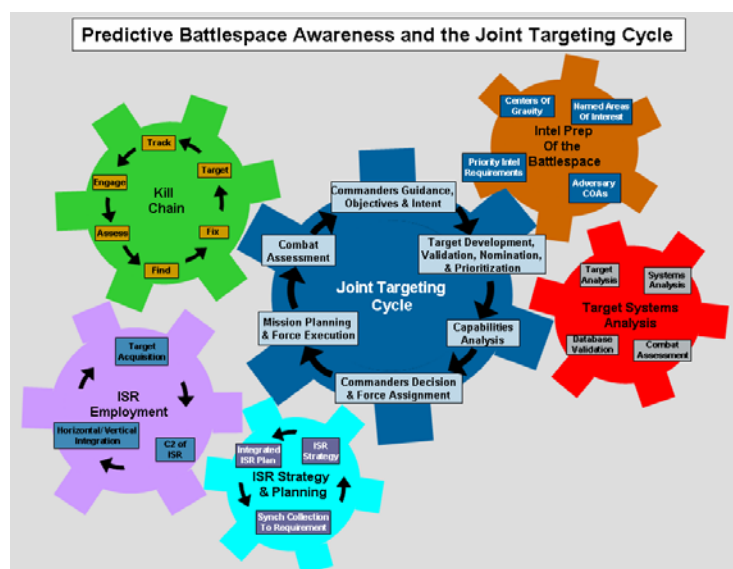 Predictive Battlespace Awareness and the Joint Targeting Cycle
Centers Of
Gravity
Named Areas
Of Interest
Intel Prep
Of the
Battlespace
Priority Intel
Requirements
Adversary
COAs
Track
Target
Engage
Kill
Chain
Assess
Fix
Find
Commanders Guidance,
Objectives & Intent
Combat
Assessment
Target Development,
Validation, Nomination,
& Prioritization
Joint Targeting
Cycle
Mission Planning
& Force Execution
Capabilities
Analysis
Commanders Decision
& Force Assignment
Target
Analysis
Systems
Analysis
Target Systems
Analysis
Database
Validation
Combat
Assessment
Target
Acquisition
ISR
Employment
Horizontal/Vertical
Integration
C2 of
ISR
Integrated
ISR Plan
ISR
Strategy
ISR Strategy
& Planning
Synch Collection
To Requirement